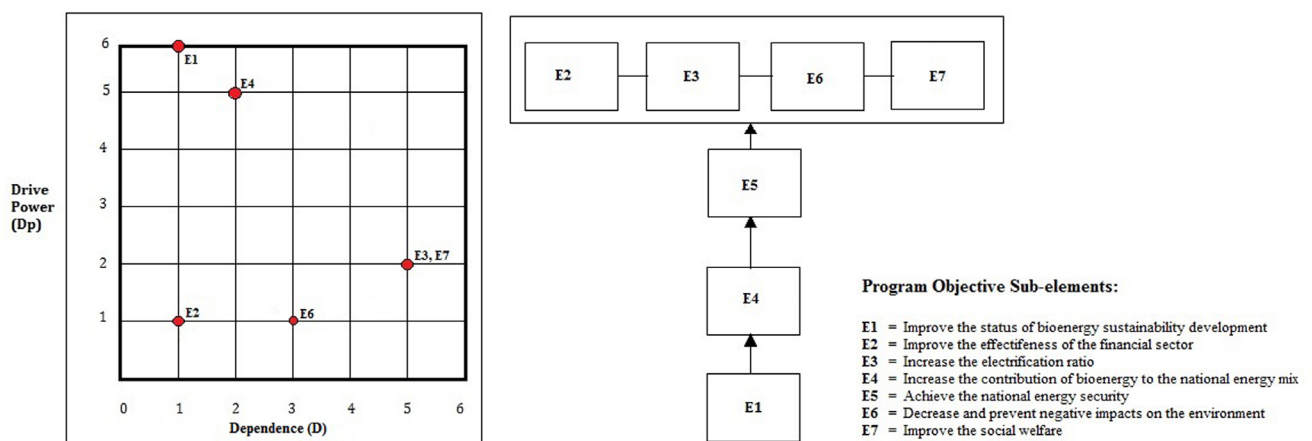 6
E1
E4
5
4
Drive
Power
(Dp)
3
2
E3, E7
E2
E6
1
0 1 2 3 4 5 6
Dependence (D)
E2 E3 E6 E7
E5
E4
E1
Program Objective Sub-elements:
E1 = Improve the status of bioenergy sustainability development
E2 = Improve the effectifeness of the financial sector
E3 = Increase the electrification ratio
E4 = Increase the contribution of bioenergy to the national energy mix
E5 = Achieve the national energy security
E6 = Decrease and prevent negative impacts on the environment
E7 = Improve the social welfare